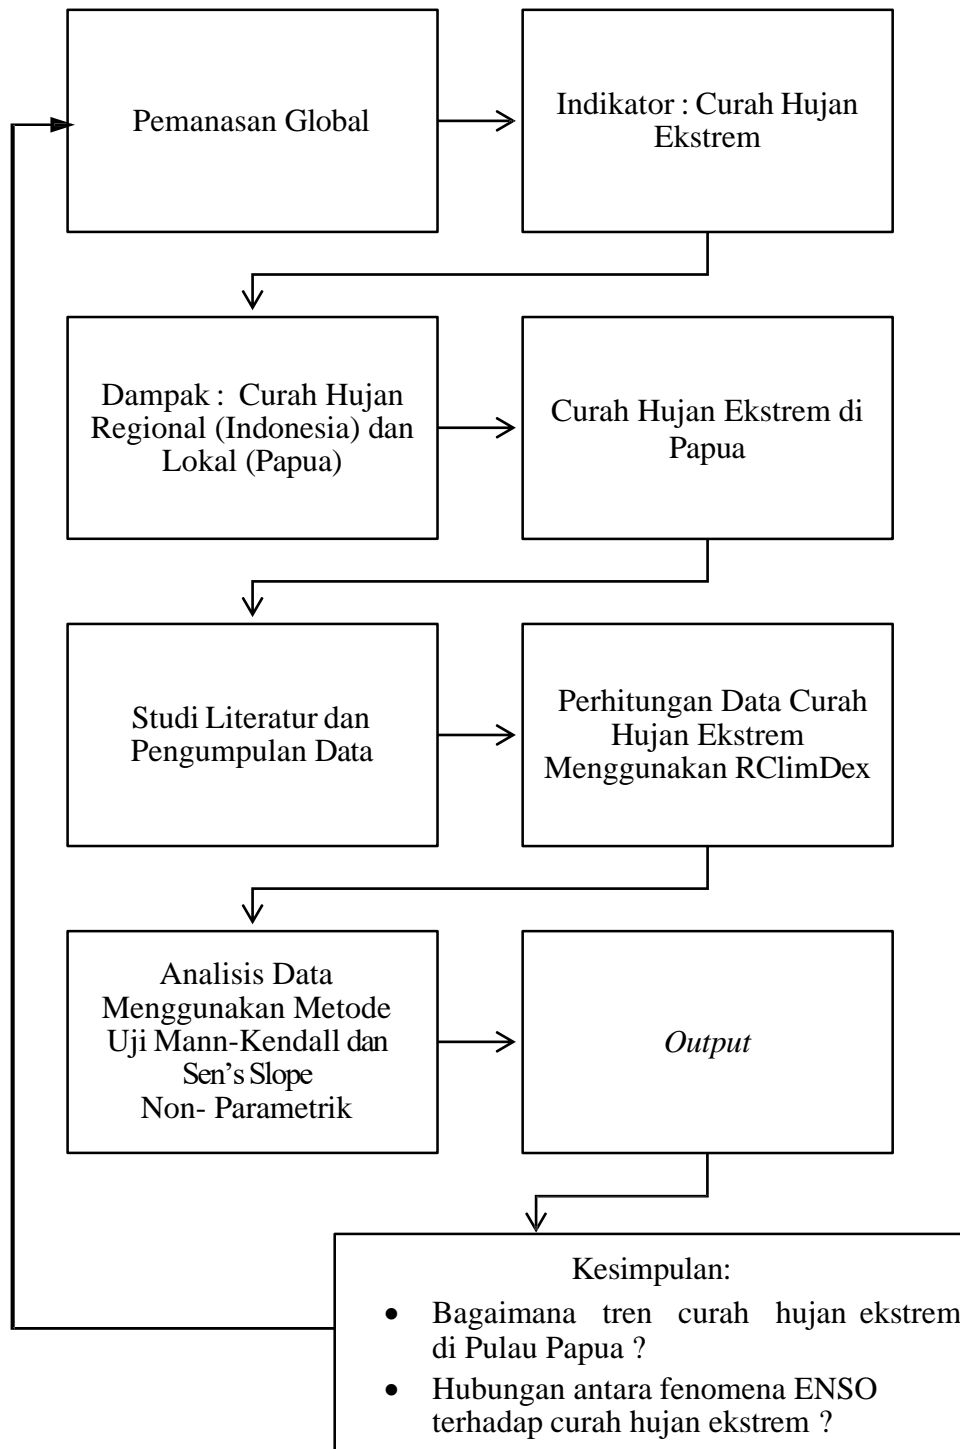 Pemanasan Global
Indikator : Curah Hujan
Ekstrem
Dampak : Curah Hujan
Regional (Indonesia) dan
Lokal (Papua)
Curah Hujan Ekstrem di
Papua
Studi Literatur dan
Pengumpulan Data
Perhitungan Data Curah
Hujan Ekstrem
Menggunakan RClimDex
Analisis Data
Menggunakan Metode
Uji Mann-Kendall dan
Sen's Slope
Non- Parametrik
Output
Kesimpulan:
• Bagaimana tren curah hujan ekstrem
di Pulau Papua ?
• Hubungan antara fenomena ENSO
terhadap curah hujan ekstrem ?